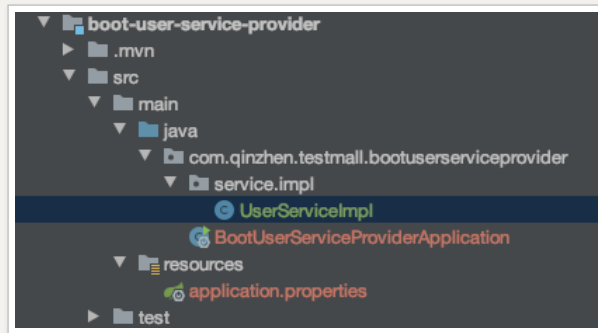 boot-user-service-provider
.mvn
src
main
java
com.qinzhen.testmall.bootuserserviceprovider
service.impl
UserServiceImpl
BootUserServiceProviderApplication
resources
application.properties
test